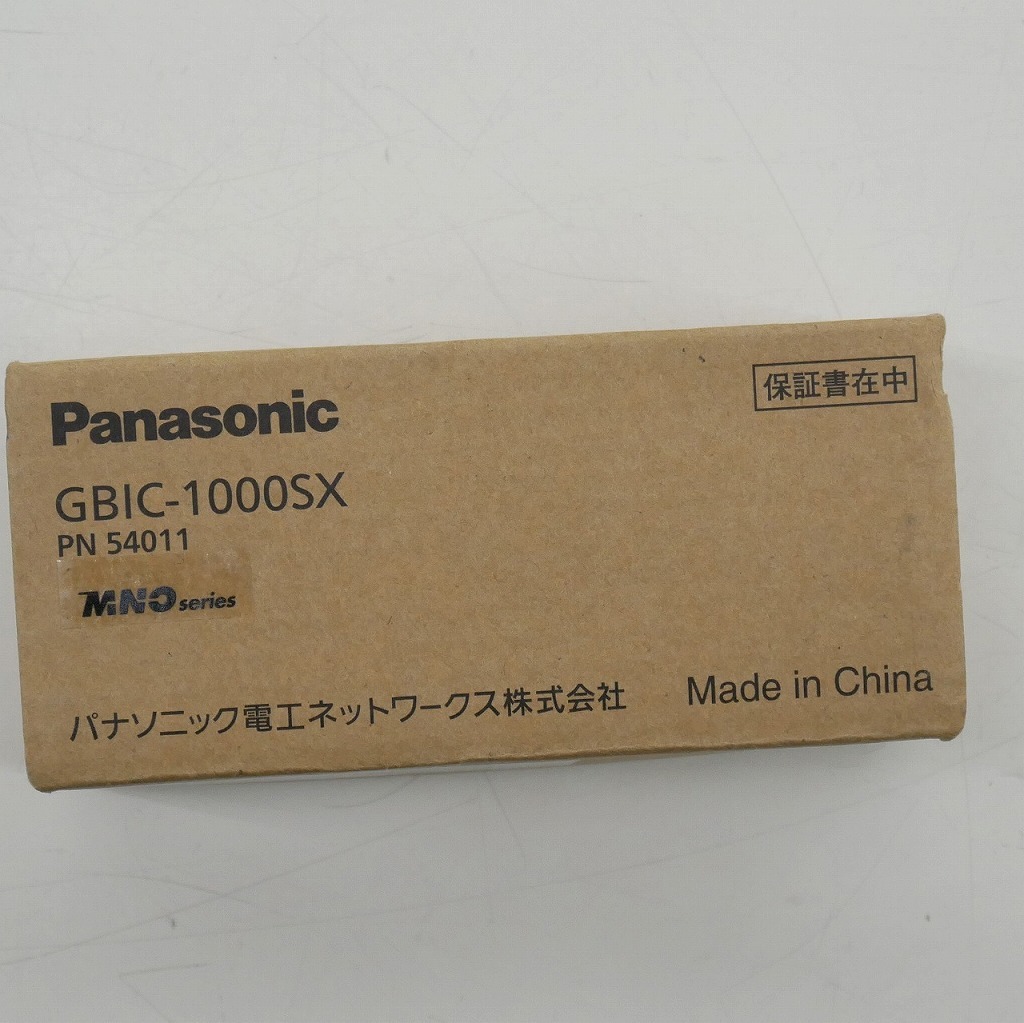 Panasonic
保証書在中
GBIC-1000SX
PN 54011
MNO series
パナソニック電工ネットワークス株式会社
Made in China